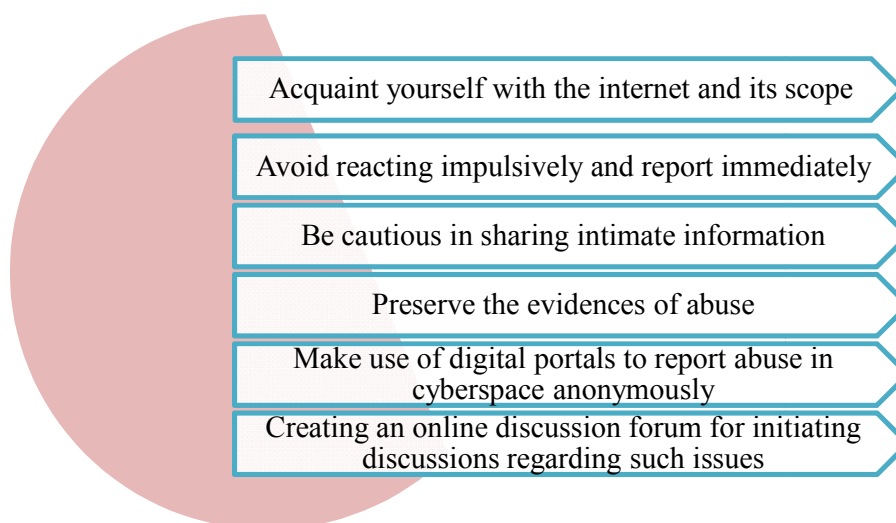 Acquaint yourself with the internet and its scope
Avoid reacting impulsively and report immediately
Be cautious in sharing intimate information
Preserve the evidences of abuse
Make use of digital portals to report abuse in
cyberspace anonymously
Creating an online discussion forum for initiating
discussions regarding such issues